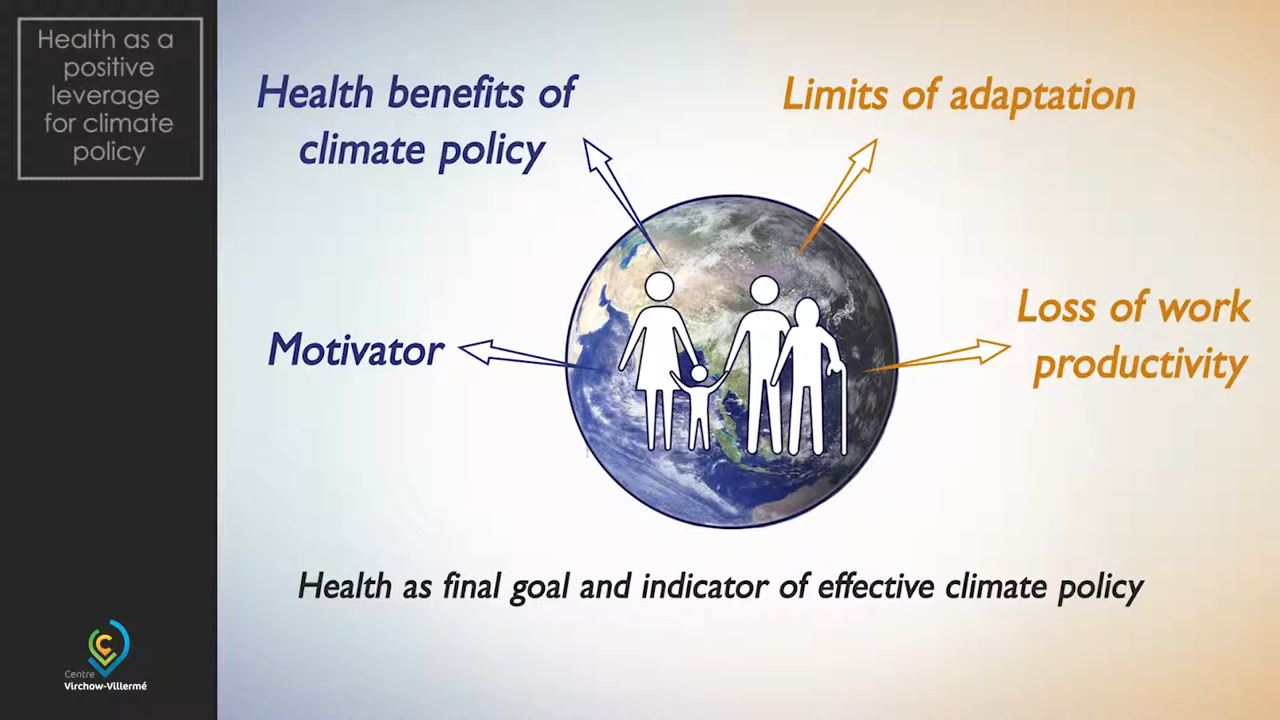 Health as a
positive
leverage
for climate
policy
Health benefits of
climate policy
Limits of adaptation
Motivator
Loss of work
productivity
Health as final goal and indicator of effective climate policy
C
Centre
Virchow-Villermé